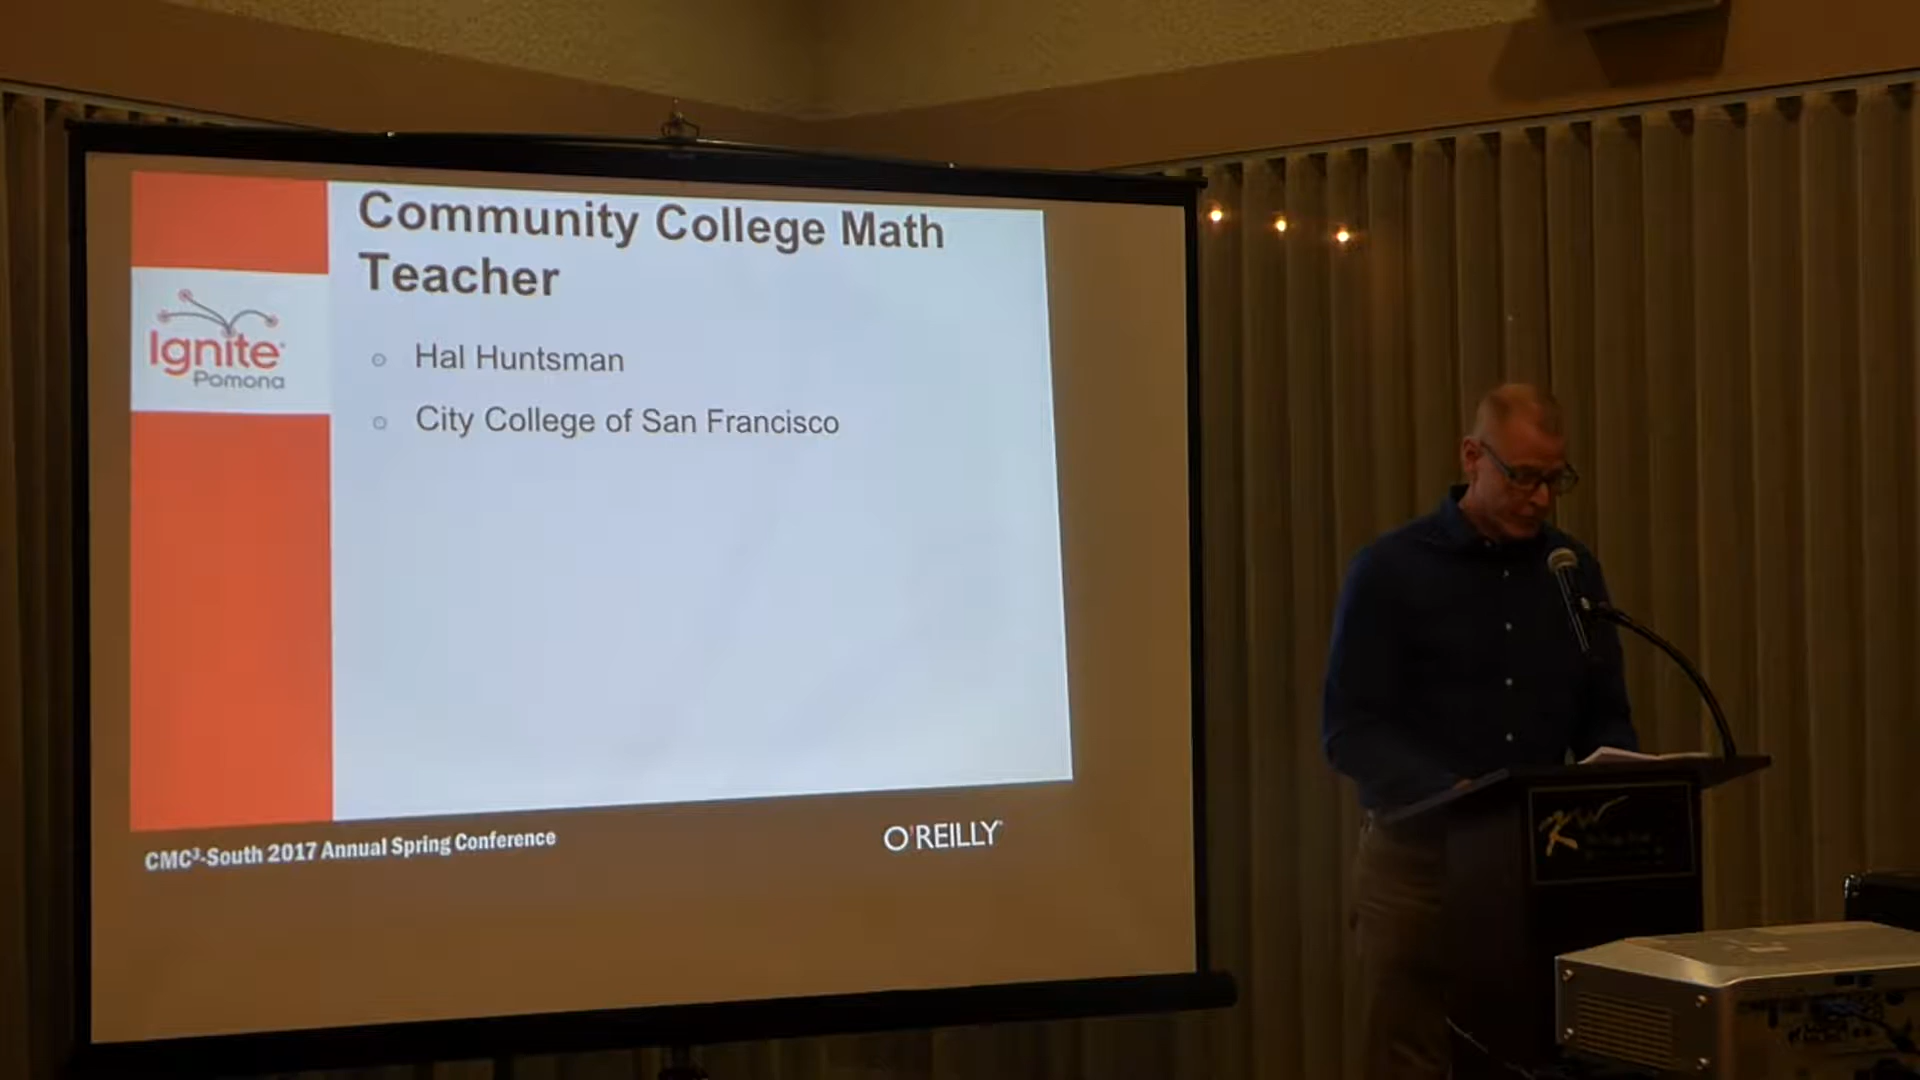 Community College Math
Teacher
Ignite
Pomona
Hal Huntsman
City College of San Francisco
CMC³-South 2017 Annual Spring Conference
O'REILLY